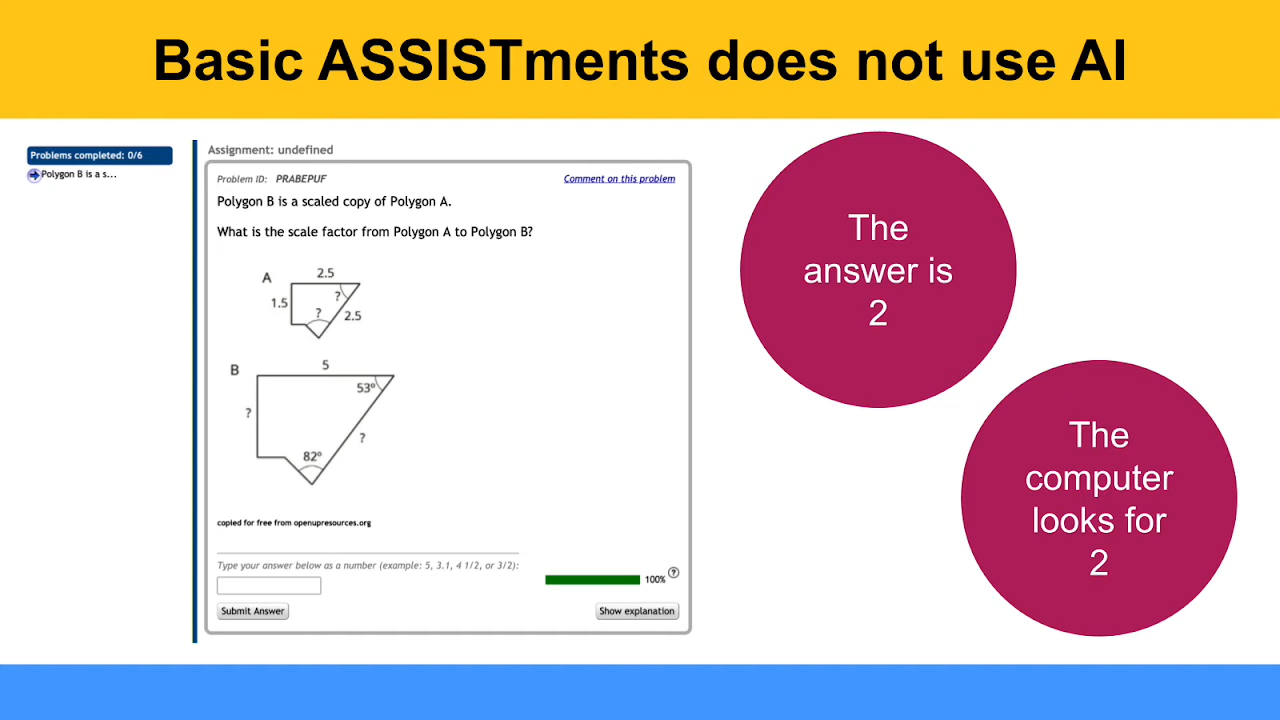 Basic ASSISTments does not use AI
Problems completed: 0/6
Polygon B is a s...
Assignment: undefined
Problem ID: PRABEPUF
Comment on this problem
Polygon B is a scaled copy of Polygon A.
What is the scale factor from Polygon A to Polygon B?
A
2.5
1.5
?
?
2.5
B
5
53º
?
?
82º
copied for free from openupresources.org
Type your answer below as a number (example: 5, 3.1, 4 1/2, or 3/2):
100%
?
Submit Answer
Show explanation
The
answer is
2
The
computer
looks for
2